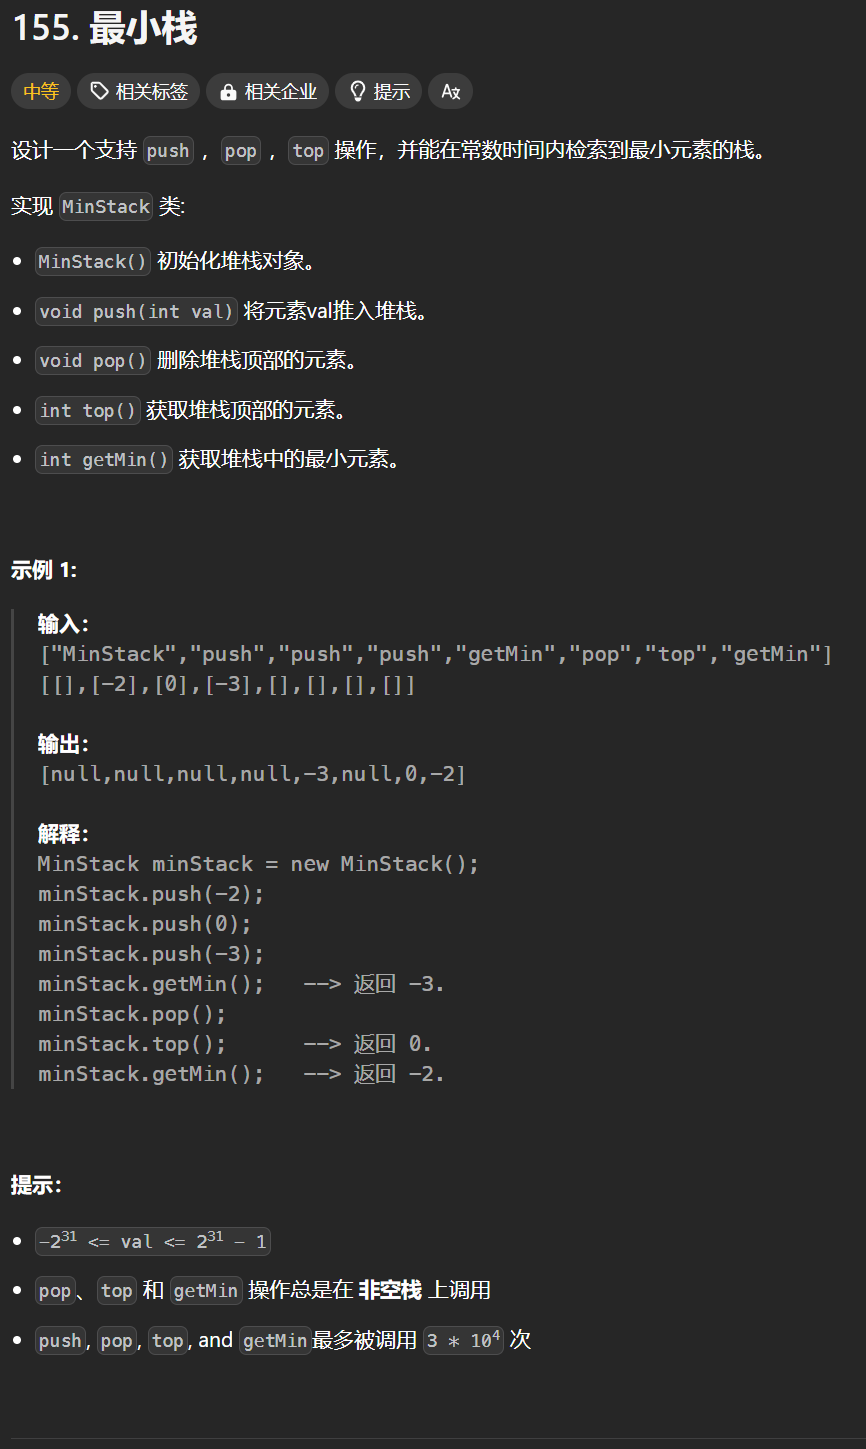 155. 最小栈
中等 相关标签 相关企业 提示 Ax
设计一个支持 push ，pop ，top 操作，并能在常数时间内检索到最小元素的栈。
实现 MinStack 类:
• MinStack() 初始化堆栈对象。
• void push(int val) 将元素val推入堆栈。
• void pop() 删除堆栈顶部的元素。
• int top() 获取堆栈顶部的元素。
• int getMin() 获取堆栈中的最小元素。
示例 1:
输入：
["MinStack","push","push","push","getMin","pop","top","getMin"]
[[],[-2],[0],[-3],[],[],[],[]]
输出：
[null,null,null,null,-3,null,0,-2]
解释：
MinStack minStack = new MinStack();
minStack.push(-2);
minStack.push(0);
minStack.push(-3);
minStack.getMin();   --> 返回 -3.
minStack.pop();
minStack.top();      --> 返回 0.
minStack.getMin();   --> 返回 -2.
提示：
• -2³¹ <= val <= 2³¹ - 1
• pop、top 和 getMin 操作总是在 非空栈 上调用
• push, pop, top, and getMin最多被调用 3 * 10⁴ 次